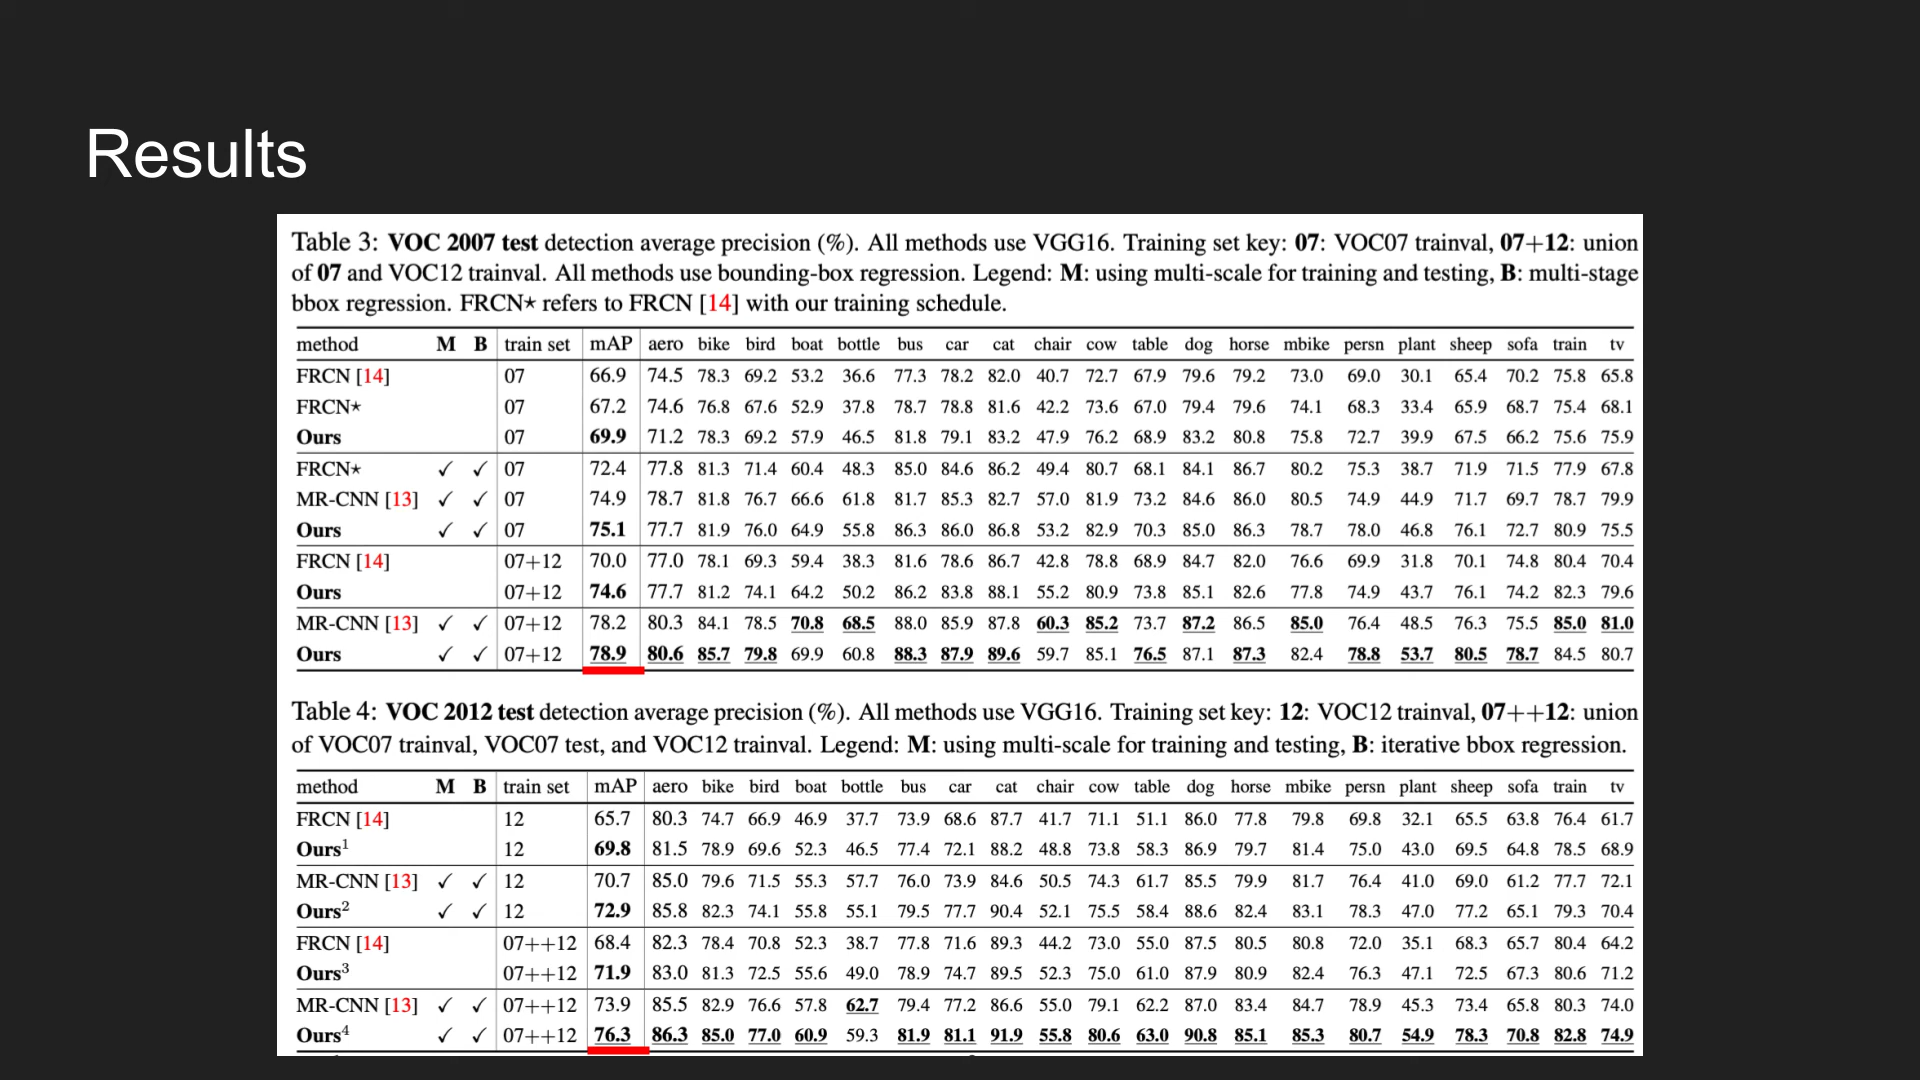 Results
Table 3: VOC 2007 test detection average precision (%). All methods use VGG16. Training set key: 07: VOC07 trainval, 07+12: union
of 07 and VOC12 trainval. All methods use bounding-box regression. Legend: M: using multi-scale for training and testing, B: multi-stage
bbox regression. FRCN⋆ refers to FRCN [14] with our training schedule.
method M B train set mAP aero bike bird boat bottle bus car cat chair cow table dog horse mbike persn plant sheep sofa train tv
FRCN [14] 07 66.9 74.5 78.3 69.2 53.2 36.6 77.3 78.2 82.0 40.7 72.7 67.9 79.6 79.2 73.0 69.0 30.1 65.4 70.2 75.8 65.8
FRCN⋆ 07 67.2 74.6 76.8 67.6 52.9 37.8 78.7 78.8 81.6 42.2 73.6 67.0 79.4 79.6 74.1 68.3 33.4 65.9 68.7 75.4 68.1
Ours 07 69.9 71.2 78.3 69.2 57.9 46.5 81.8 79.1 83.2 47.9 76.2 68.9 83.2 80.8 75.8 72.7 39.9 67.5 66.2 75.6 75.9
FRCN⋆ ✓ ✓ 07 72.4 77.8 81.3 71.4 60.4 48.3 85.0 84.6 86.2 49.4 80.7 68.1 84.1 86.7 80.2 75.3 38.7 71.9 71.5 77.9 67.8
MR-CNN [13] ✓ ✓ 07 74.9 78.7 81.8 76.7 66.6 61.8 81.7 85.3 82.7 57.0 81.9 73.2 84.6 86.0 80.5 74.9 44.9 71.7 69.7 78.7 79.9
Ours ✓ ✓ 07 75.1 77.7 81.9 76.0 64.9 55.8 86.3 86.0 86.8 53.2 82.9 70.3 85.0 86.3 78.7 78.0 46.8 76.1 72.7 80.9 75.5
FRCN [14] 07+12 70.0 77.0 78.1 69.3 59.4 38.3 81.6 78.6 86.7 42.8 78.8 68.9 84.7 82.0 76.6 69.9 31.8 70.1 74.8 80.4 70.4
Ours 07+12 74.6 77.7 81.2 74.1 64.2 50.2 86.2 83.8 88.1 55.2 80.9 73.8 85.1 82.6 77.8 74.9 43.7 76.1 74.2 82.3 79.6
MR-CNN [13] ✓ ✓ 07+12 78.2 80.3 84.1 78.5 70.8 68.5 88.0 85.9 87.8 60.3 85.2 73.7 87.2 86.5 85.0 76.4 48.5 76.3 75.5 85.0 81.0
Ours ✓ ✓ 07+12 78.9 80.6 85.7 79.8 69.9 60.8 88.3 87.9 89.6 59.7 85.1 76.5 87.1 87.3 82.4 78.8 53.7 80.5 78.7 84.5 80.7
Table 4: VOC 2012 test detection average precision (%). All methods use VGG16. Training set key: 12: VOC12 trainval, 07++12: union
of VOC07 trainval, VOC07 test, and VOC12 trainval. Legend: M: using multi-scale for training and testing, B: iterative bbox regression.
method M B train set mAP aero bike bird boat bottle bus car cat chair cow table dog horse mbike persn plant sheep sofa train tv
FRCN [14] 12 65.7 80.3 74.7 66.9 46.9 37.7 73.9 68.6 87.7 41.7 71.1 51.1 86.0 77.8 79.8 69.8 32.1 65.5 63.8 76.4 61.7
Ours¹ 12 69.8 81.5 78.9 69.6 52.3 46.5 77.4 72.1 88.2 48.8 73.8 58.3 86.9 79.7 81.4 75.0 43.0 69.5 64.8 78.5 68.9
MR-CNN [13] ✓ ✓ 12 70.7 85.0 79.6 71.5 55.3 57.7 76.0 73.9 84.6 50.5 74.3 61.7 85.5 79.9 81.7 76.4 41.0 69.0 61.2 77.7 72.1
Ours² ✓ ✓ 12 72.9 85.8 82.3 74.1 55.8 55.1 79.5 77.7 90.4 52.1 75.5 58.4 88.6 82.4 83.1 78.3 47.0 77.2 65.1 79.3 70.4
FRCN [14] 07++12 68.4 82.3 78.4 70.8 52.3 38.7 77.8 71.6 89.3 44.2 73.0 55.0 87.5 80.5 80.8 72.0 35.1 68.3 65.7 80.4 64.2
Ours³ 07++12 71.9 83.0 81.3 72.5 55.6 49.0 78.9 74.7 89.5 52.3 75.0 61.0 87.9 80.9 82.4 76.3 47.1 72.5 67.3 80.6 71.2
MR-CNN [13] ✓ ✓ 07++12 73.9 85.5 82.9 76.6 57.8 62.7 79.4 77.2 86.6 55.0 79.1 62.2 87.0 83.4 84.7 78.9 45.3 73.4 65.8 80.3 74.0
Ours⁴ ✓ ✓ 07++12 76.3 86.3 85.0 77.0 60.9 59.3 81.9 81.1 91.9 55.8 80.6 63.0 90.8 85.1 85.3 80.7 54.9 78.3 70.8 82.8 74.9